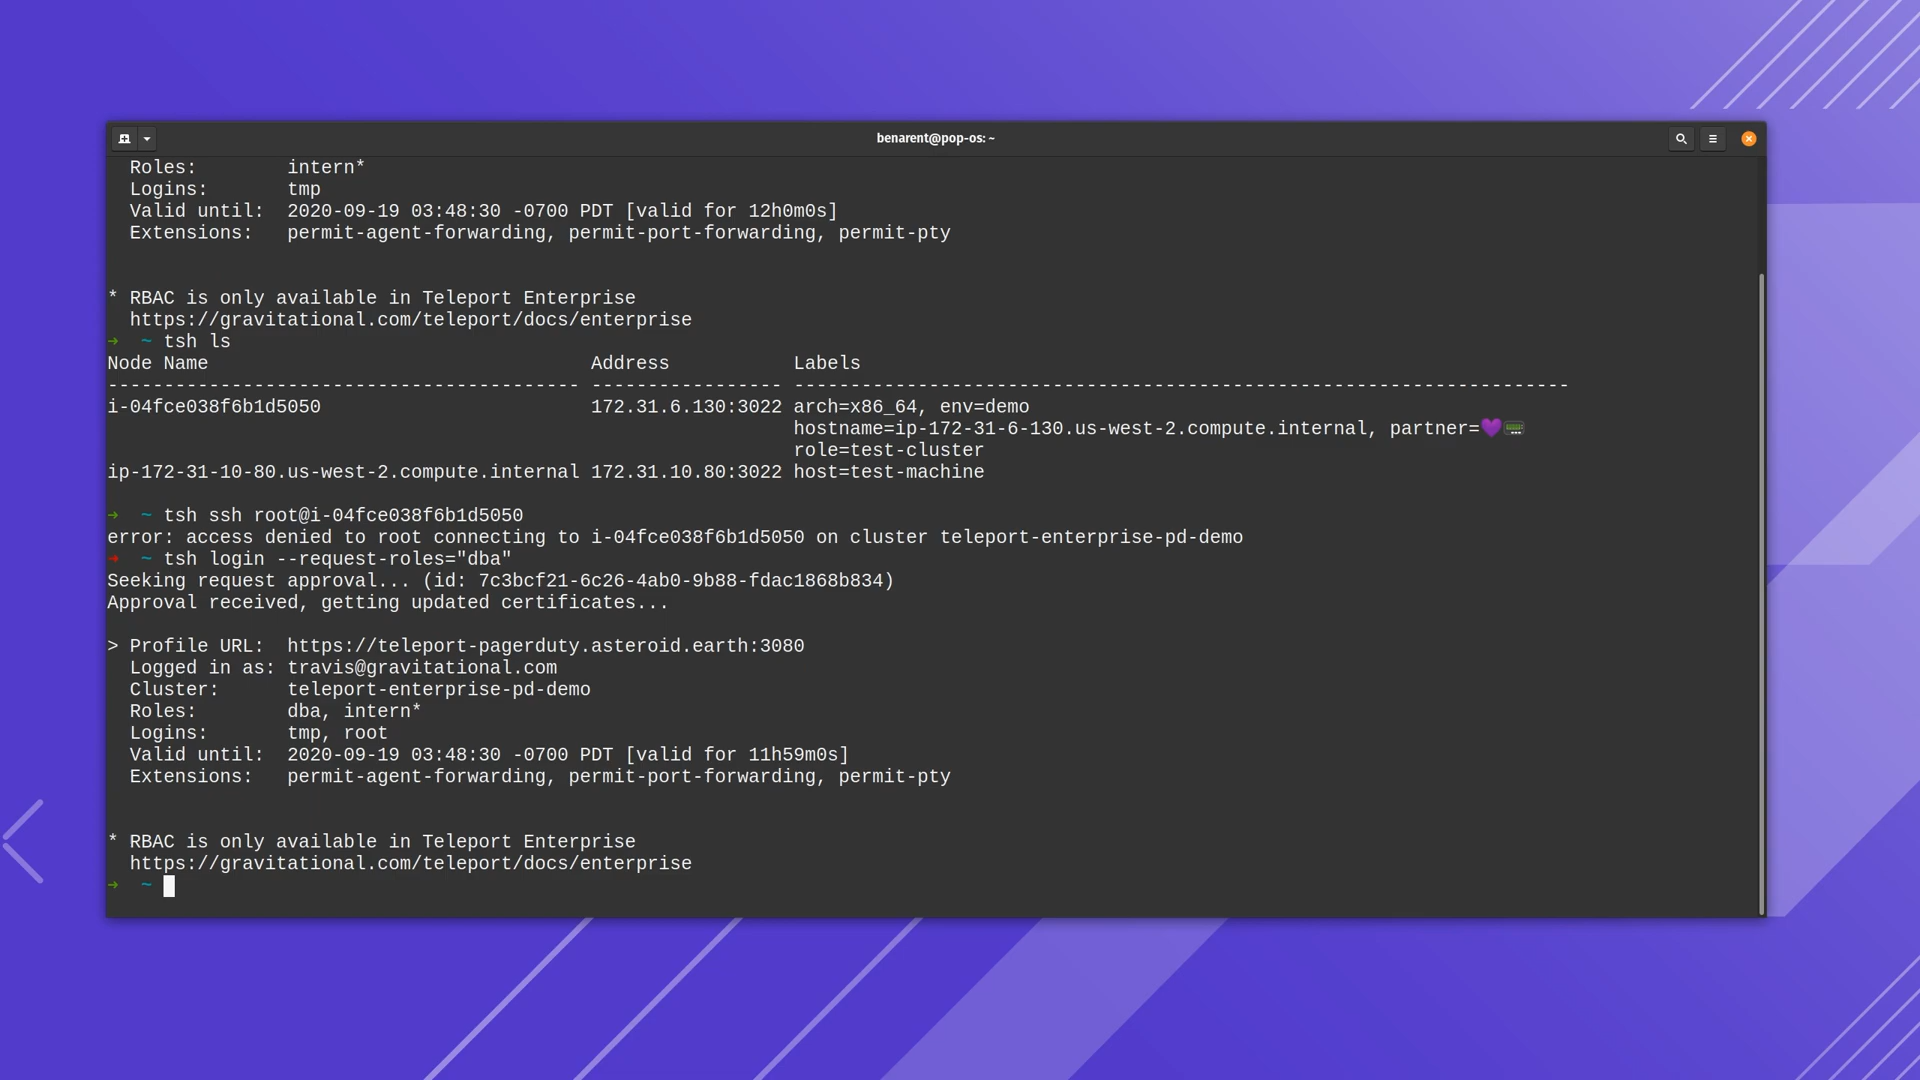 benarent@pop-os: ~
Roles: intern*
Logins: tmp
Valid until: 2020-09-19 03:48:30 -0700 PDT [valid for 12h0m0s]
Extensions: permit-agent-forwarding, permit-port-forwarding, permit-pty
* RBAC is only available in Teleport Enterprise
https://gravitational.com/teleport/docs/enterprise
➜ ~ tsh ls
Node Name Address Labels
------------------------------------------ ----------------- ---------------------------------------------------------------------
i-04fce038f6b1d5050 172.31.6.130:3022 arch=x86_64, env=demo
hostname=ip-172-31-6-130.us-west-2.compute.internal, partner=💜📟
role=test-cluster
ip-172-31-10-80.us-west-2.compute.internal 172.31.10.80:3022 host=test-machine
➜ ~ tsh ssh root@i-04fce038f6b1d5050
error: access denied to root connecting to i-04fce038f6b1d5050 on cluster teleport-enterprise-pd-demo
➜ ~ tsh login --request-roles="dba"
Seeking request approval... (id: 7c3bcf21-6c26-4ab0-9b88-fdac1868b834)
Approval received, getting updated certificates...
> Profile URL: https://teleport-pagerduty.asteroid.earth:3080
Logged in as: travis@gravitational.com
Cluster: teleport-enterprise-pd-demo
Roles: dba, intern*
Logins: tmp, root
Valid until: 2020-09-19 03:48:30 -0700 PDT [valid for 11h59m0s]
Extensions: permit-agent-forwarding, permit-port-forwarding, permit-pty
* RBAC is only available in Teleport Enterprise
https://gravitational.com/teleport/docs/enterprise
➜ ~